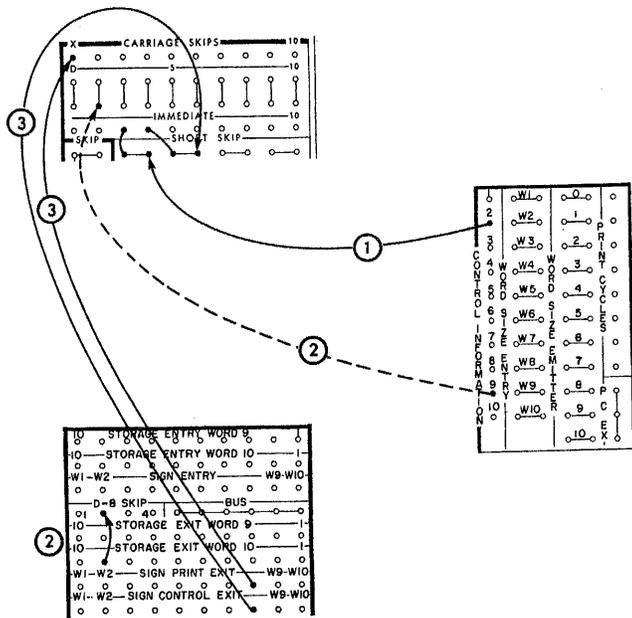 X CARRIAGE SKIPS 10
D 5 10
IMMEDIATE 10
SKIP SHORT SKIP
3
3
1
2
1 W1 0
2 W2 1
3 W3 2
4 W4 3
5 W5 4
6 W6 5
7 W7 6
8 W8 7
9 W9 8
10 W10 9
10
CONTROL INFORMATION
WORD SIZE ENTRY
WORD SIZE EMITTER
PRINT CYCLES
P C EX.
2
10 STORAGE ENTRY WORD 9 1
10 STORAGE ENTRY WORD 10 1
W1-W2 SIGN ENTRY W9-W10
D-8 SKIP BUS
1 4 1
10 STORAGE EXIT WORD 9 1
10 STORAGE EXIT WORD 10 1
W1-W2 SIGN PRINT EXIT W9-W10
W1-W2 SIGN CONTROL EXIT W9-W10